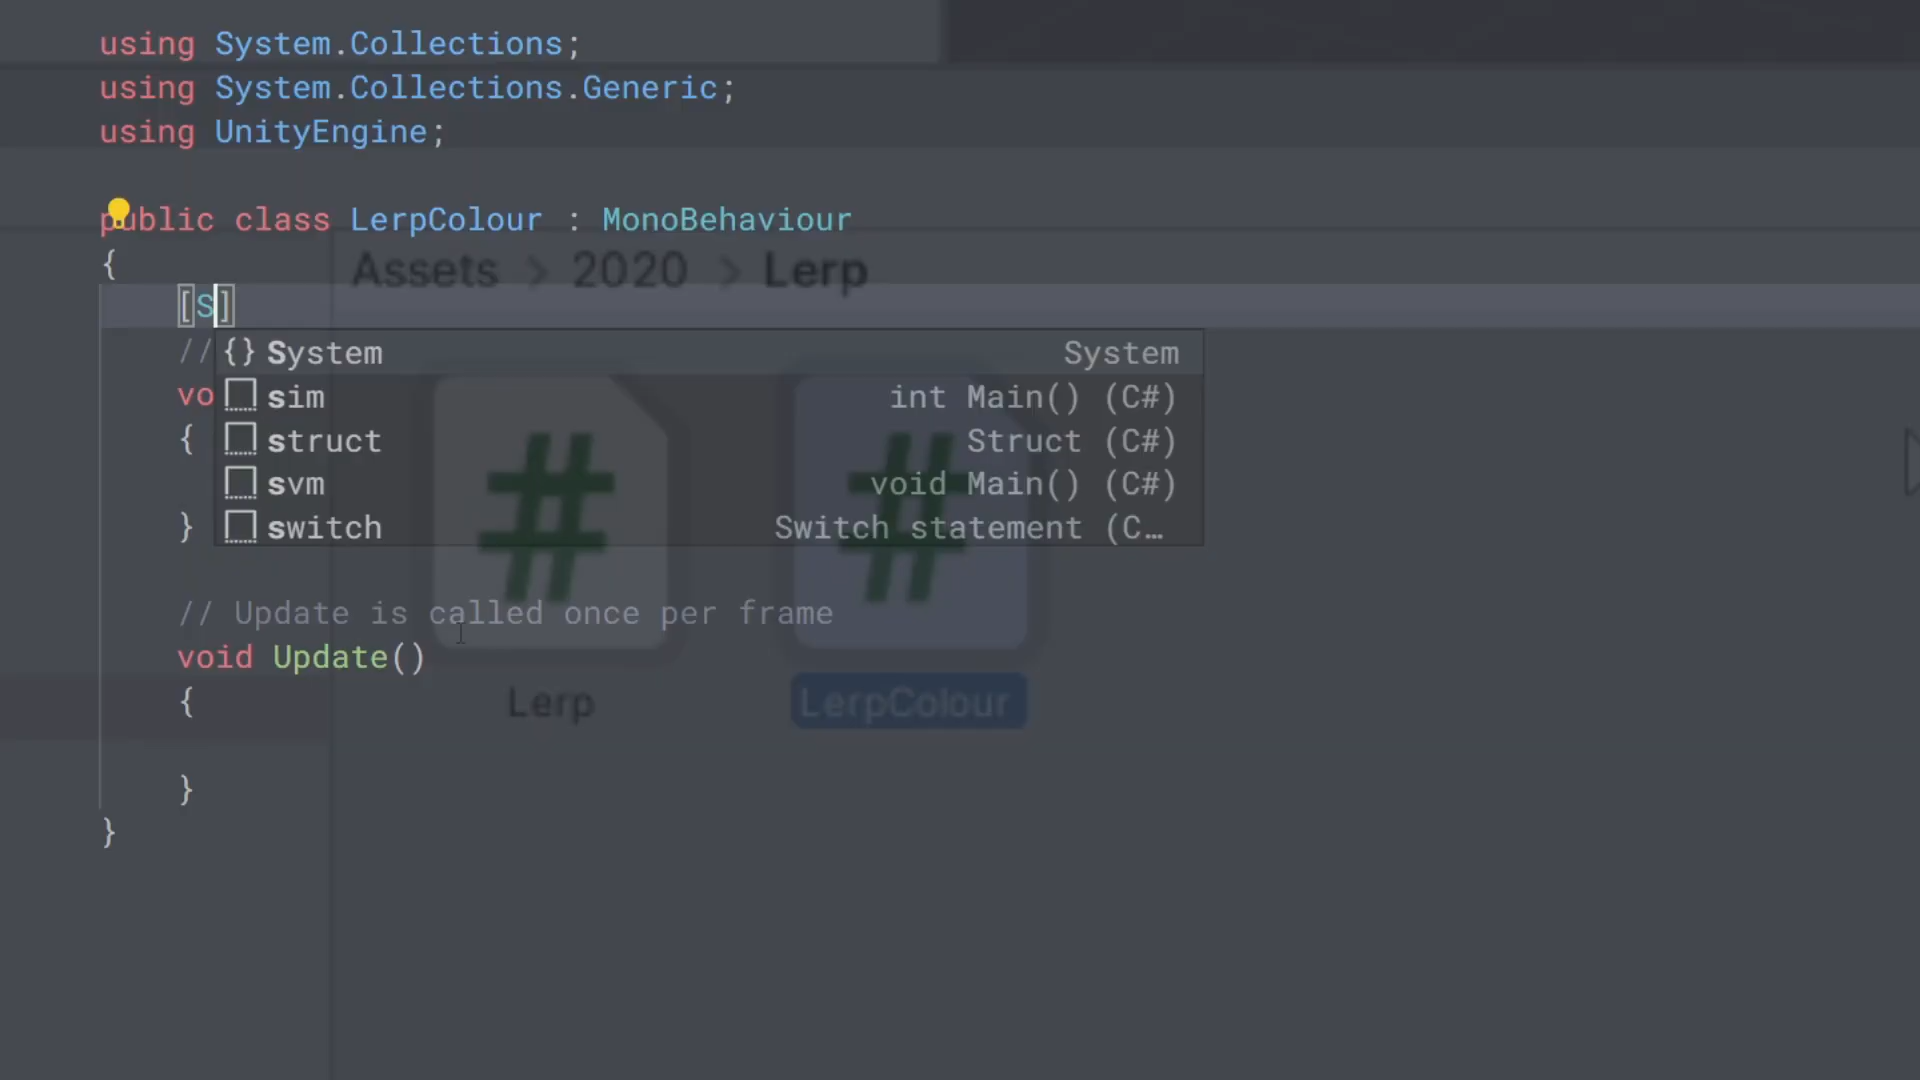 using System.Collections;
using System.Collections.Generic;
using UnityEngine;
public class LerpColour : MonoBehaviour
{
Assets > 2020 > Lerp
[S]
// {} System System
vo sim int Main() (C#)
{ struct Struct (C#)
svm void Main() (C#)
} switch Switch statement (C…
// Update is called once per frame
void Update()
{
Lerp LerpColour
}
}